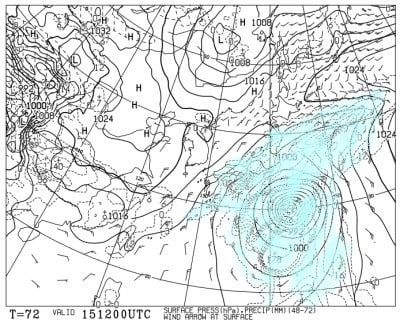 H
1008
H
1032
H
L
L
1008
1016
1024
H
H
1000
1008
H
1024
L
H
H
H
1024
1000
1016
1000
T=72 VALID 151200UTC SURFACE PRESS(hPa),PRECIP(MM)(48-72)
WIND ARROW AT SURFACE